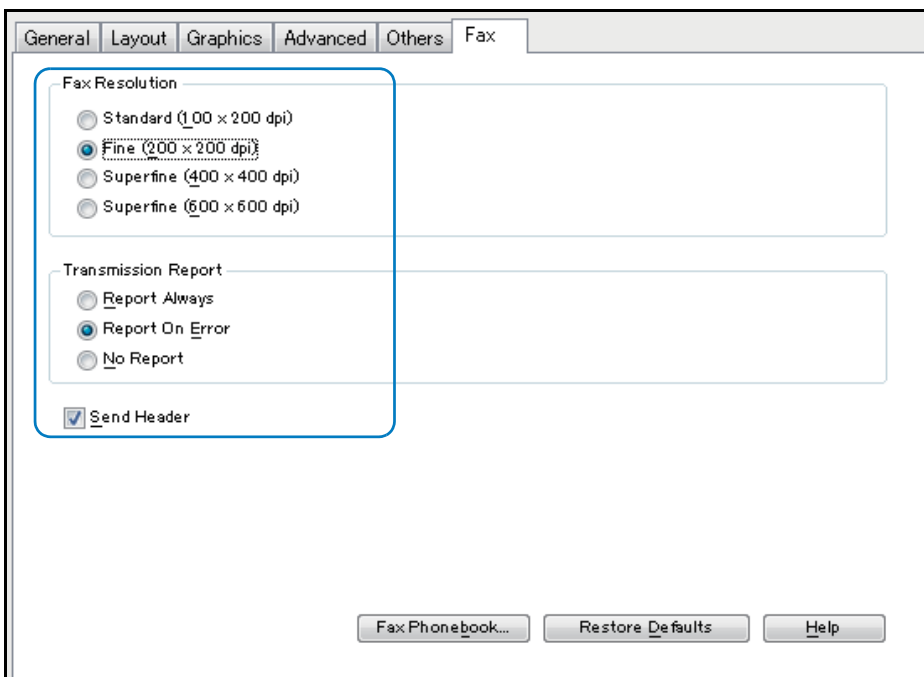 General Layout Graphics Advanced Others Fax
Fax Resolution
Standard (100 × 200 dpi)
Fine (200 × 200 dpi)
Superfine (400 × 400 dpi)
Superfine (600 × 600 dpi)
Transmission Report
Report Always
Report On Error
No Report
Send Header
Fax Phonebook... Restore Defaults Help